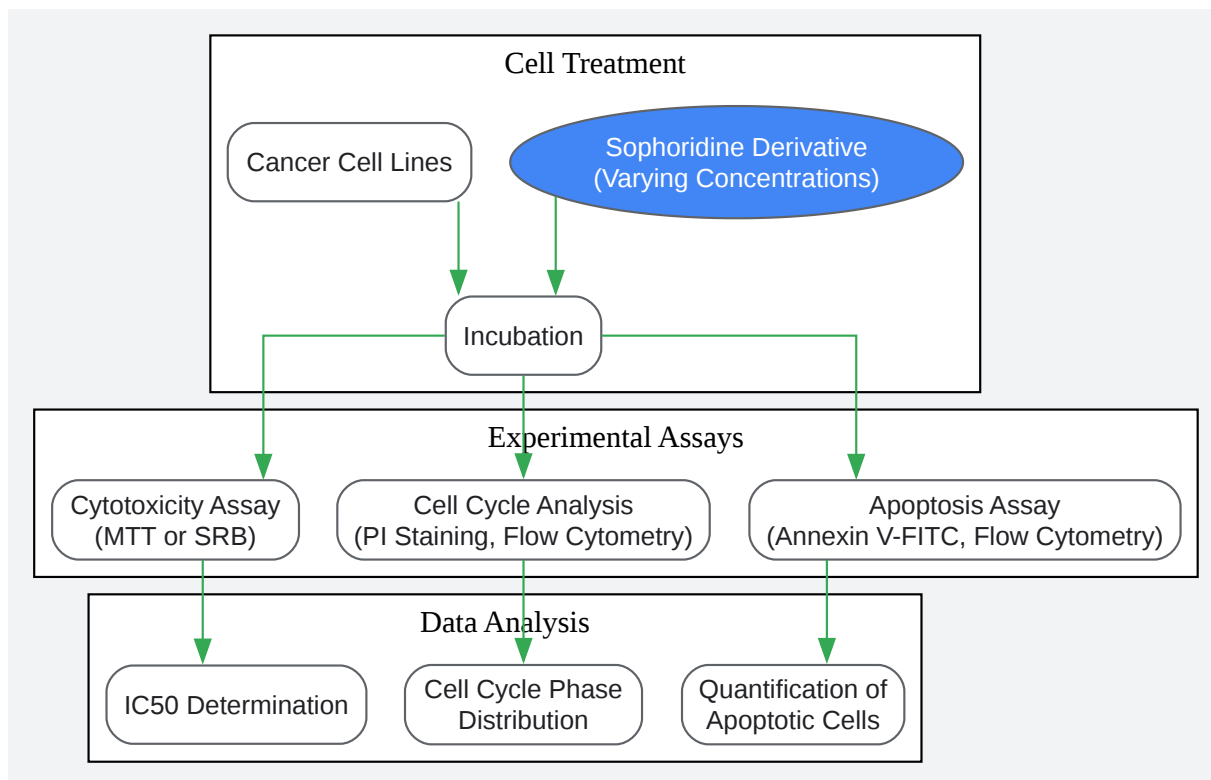 Cell Treatment
Cancer Cell Lines
Sophoridine Derivative
(Varying Concentrations)
Incubation
Experimental Assays
Cytotoxicity Assay
(MTT or SRB)
Cell Cycle Analysis
(PI Staining, Flow Cytometry)
Apoptosis Assay
(Annexin V-FITC, Flow Cytometry)
Data Analysis
IC50 Determination
Cell Cycle Phase
Distribution
Quantification of
Apoptotic Cells